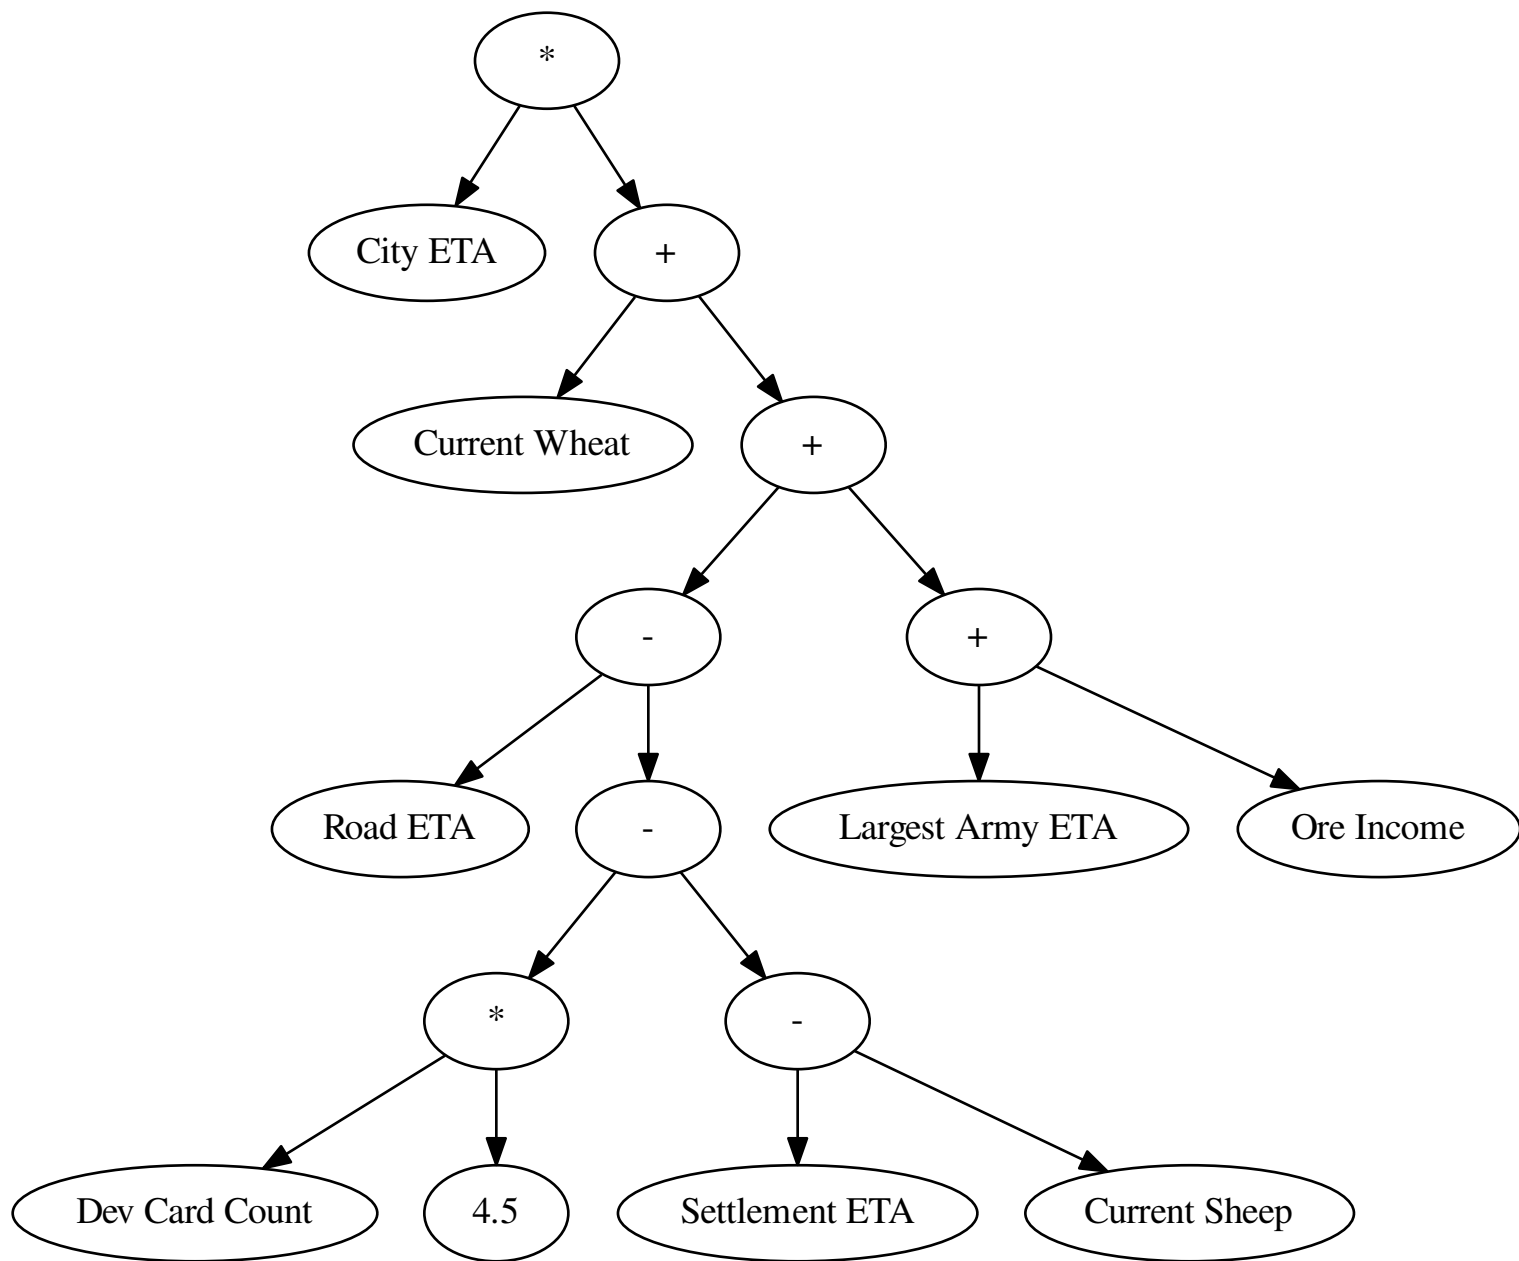 *
City ETA
+
Current Wheat
+
-
+
Road ETA
-
Largest Army ETA
Ore Income
*
-
Dev Card Count
4.5
Settlement ETA
Current Sheep